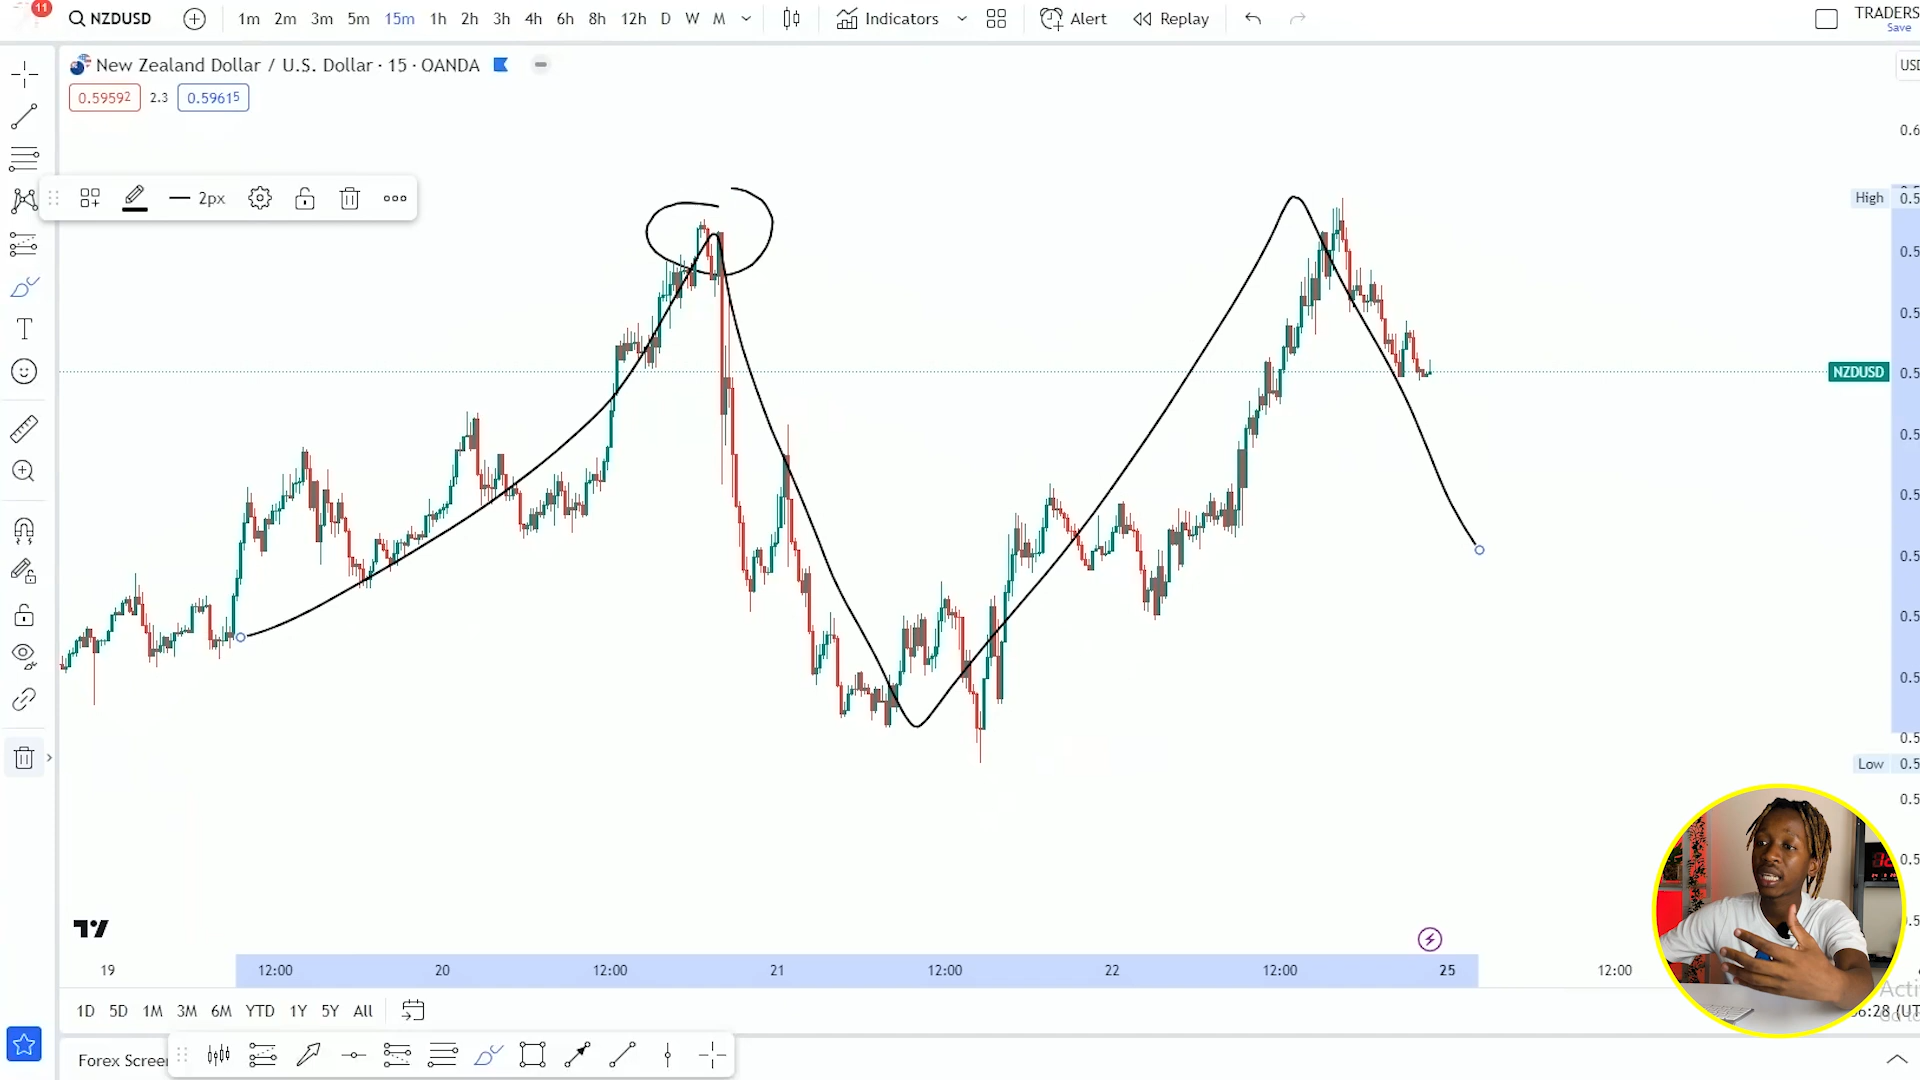 11
NZDUSD
1m 2m 3m 5m 15m 1h 2h 3h 4h 6h 8h 12h D W M
Indicators
Alert
Replay
TRADERS
Save
New Zealand Dollar / U.S. Dollar · 15 · OANDA
0.59592 2.3 0.59615
2px
High
NZDUSD
Low
19 12:00 20 12:00 21 12:00 22 12:00 25 12:00
1D 5D 1M 3M 6M YTD 1Y 5Y All
Forex Screen